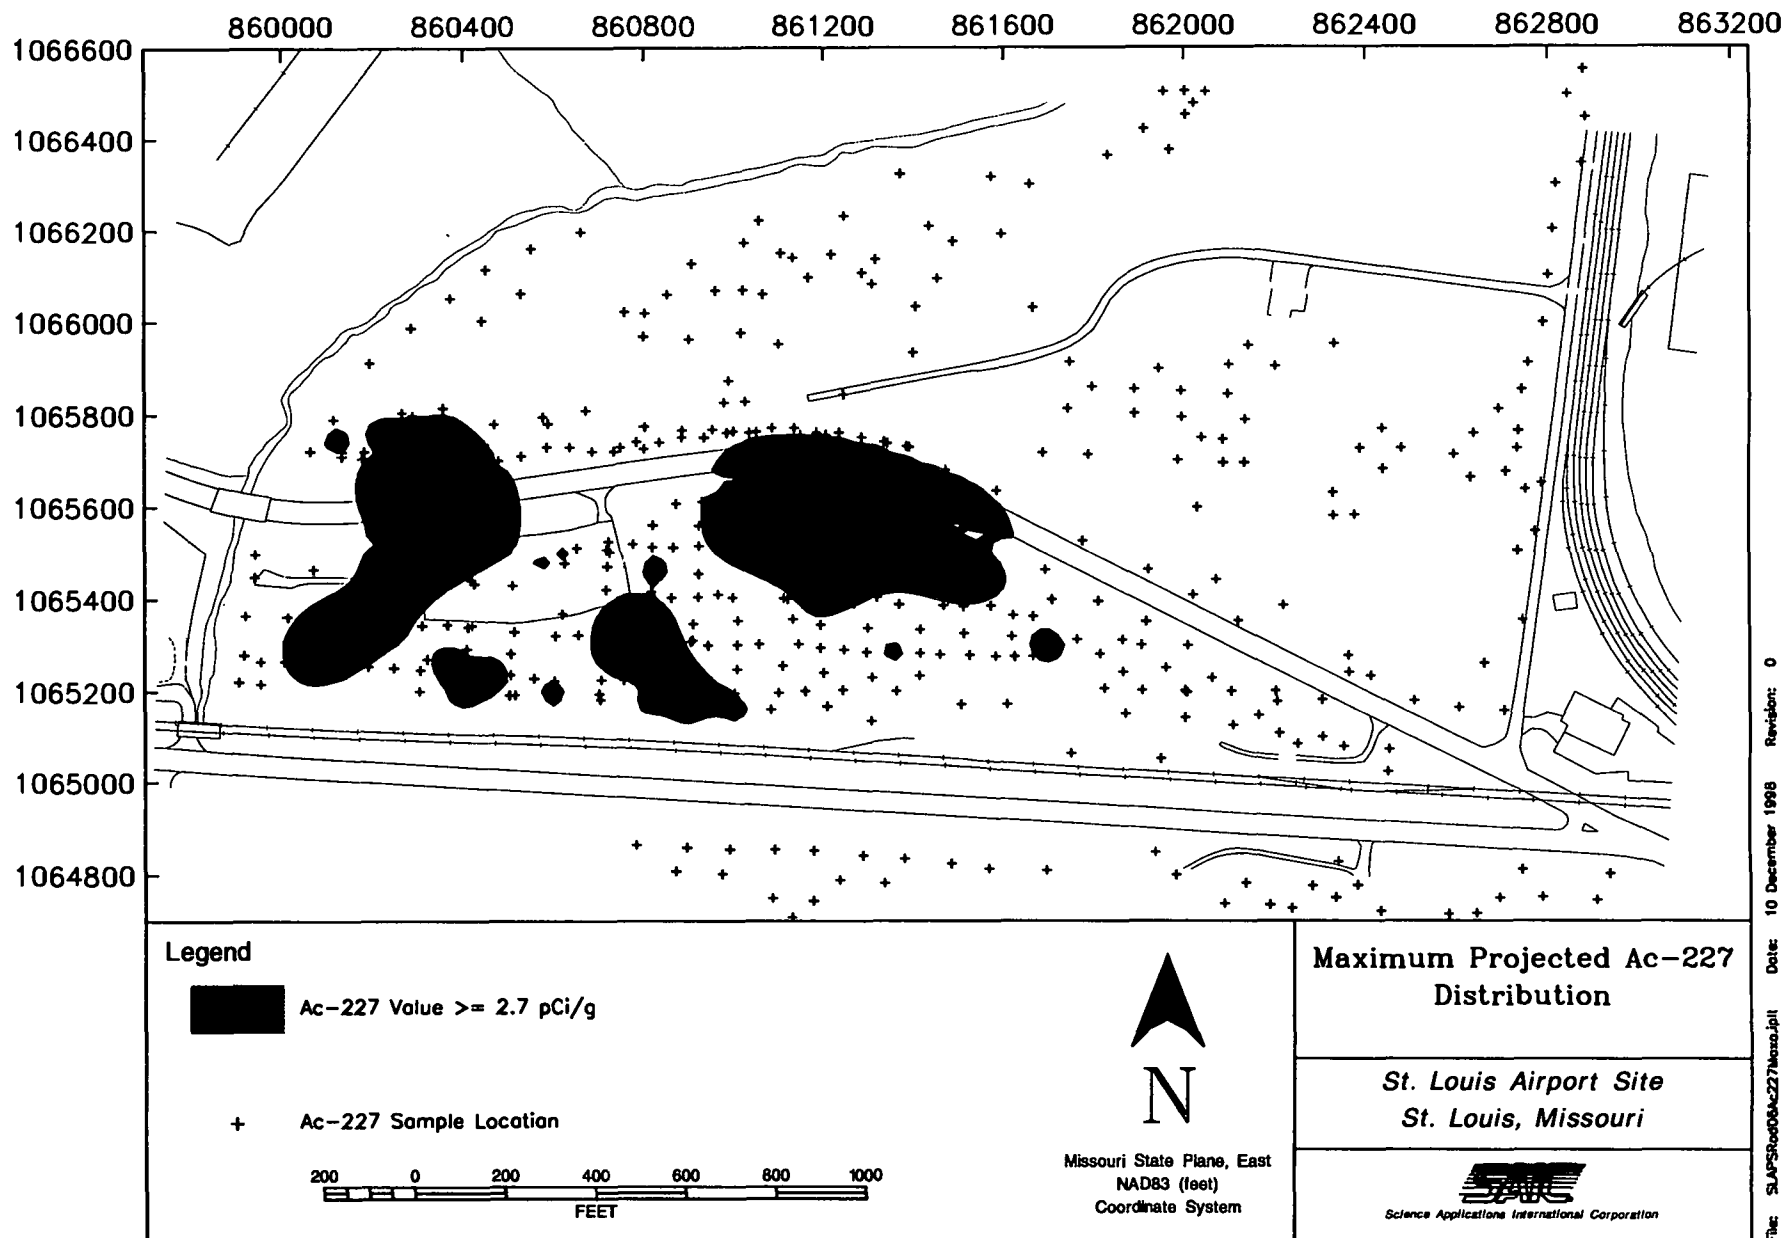 860000 860400 860800 861200 861600 862000 862400 862800 863200
1066600
1066400
1066200
1066000
1065800
1065600
1065400
1065200
1065000
1064800
Legend
Ac-227 Value >= 2.7 pCi/g
+ Ac-227 Sample Location
200 0 200 400 600 800 1000
FEET
N
Missouri State Plane, East
NAD83 (feet)
Coordinate System
Maximum Projected Ac-227
Distribution
St. Louis Airport Site
St. Louis, Missouri
SAIC
Science Applications International Corporation
File: Date: 10 December 1998 Revision: 0